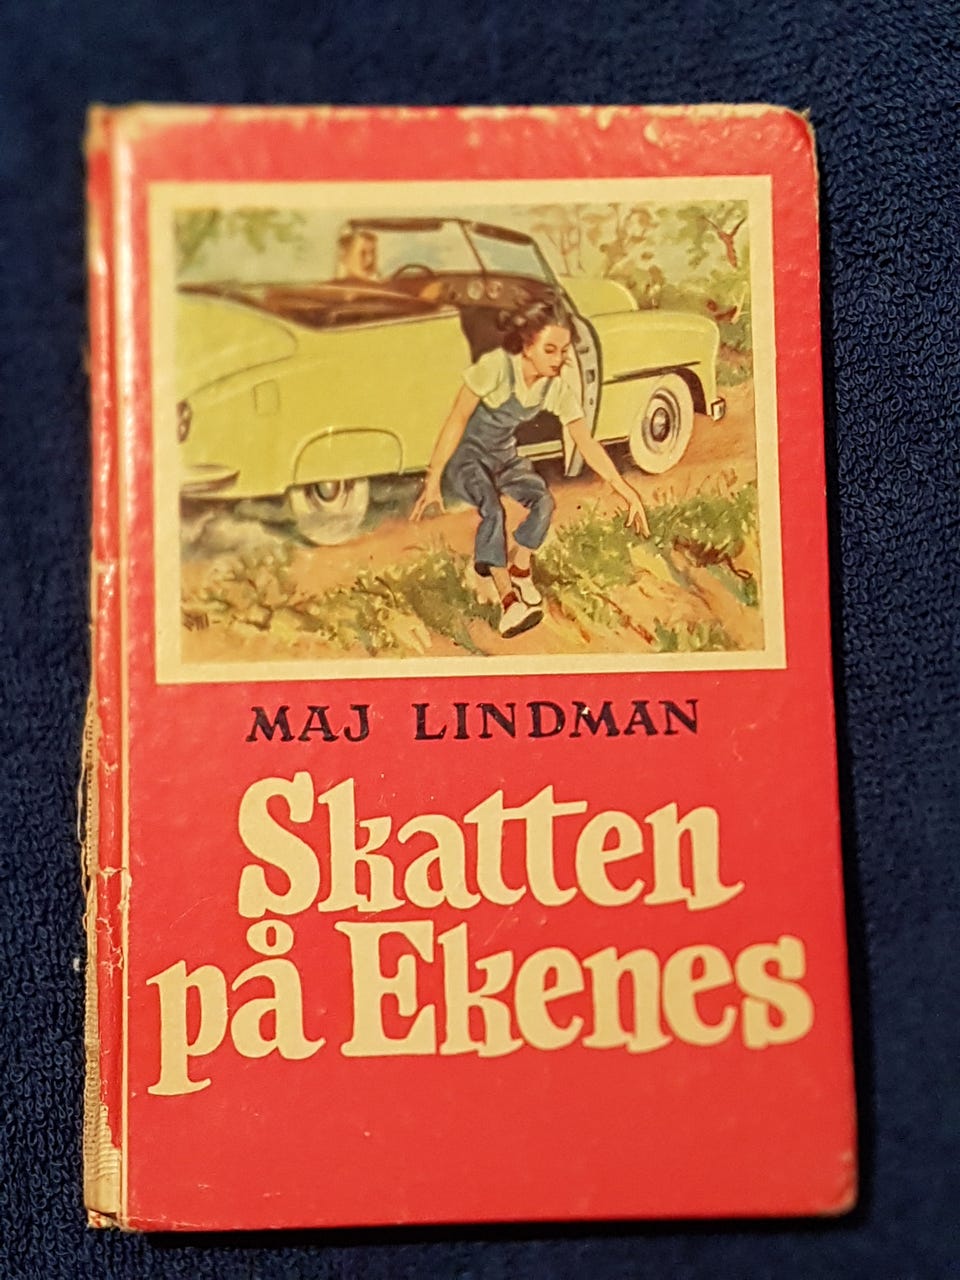 MAJ LINDMAN
Skatten
på Ekenes